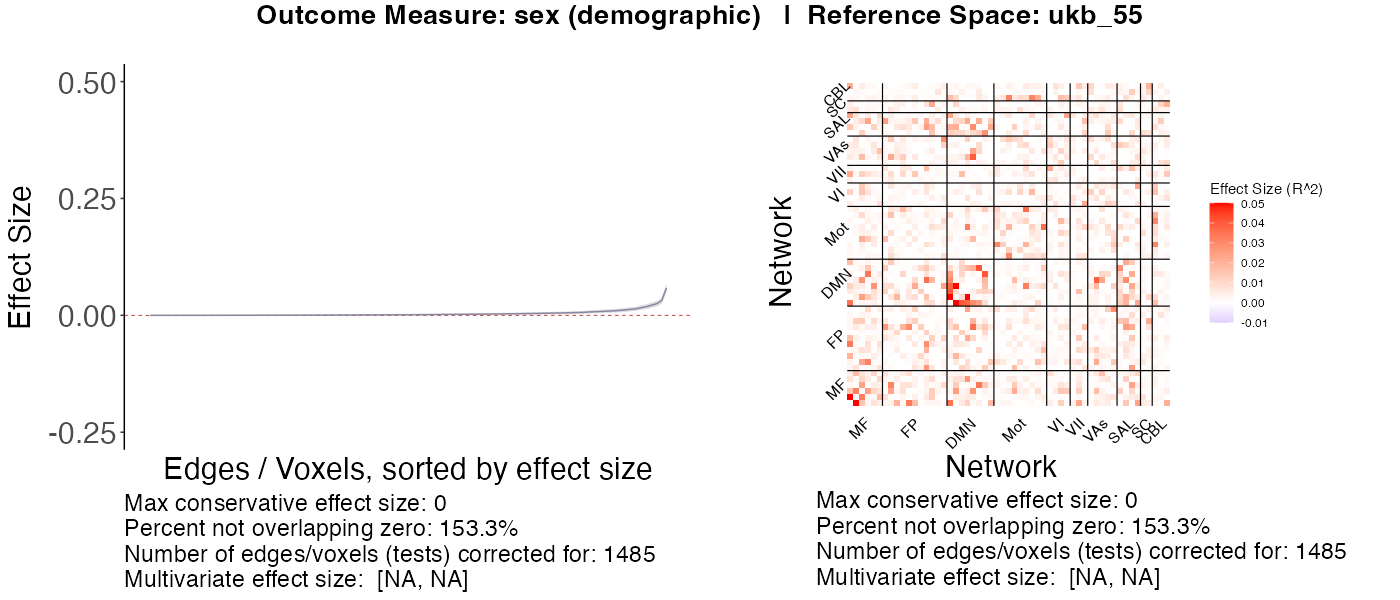 Outcome Measure: sex (demographic) | Reference Space: ukb_55
Effect Size
0.50
0.25
0.00
-0.25
Edges / Voxels, sorted by effect size
Max conservative effect size: 0
Percent not overlapping zero: 153.3%
Number of edges/voxels (tests) corrected for: 1485
Multivariate effect size: [NA, NA]
Network
CBL
SC
SAL
VAs
VII
VI
Mot
DMN
FP
MF
MF
FP
DMN
Mot
VI
VII
VAs
SAL
SC
CBL
Network
Effect Size (R^2)
0.05
0.04
0.03
0.02
0.01
0.00
-0.01
Max conservative effect size: 0
Percent not overlapping zero: 153.3%
Number of edges/voxels (tests) corrected for: 1485
Multivariate effect size: [NA, NA]